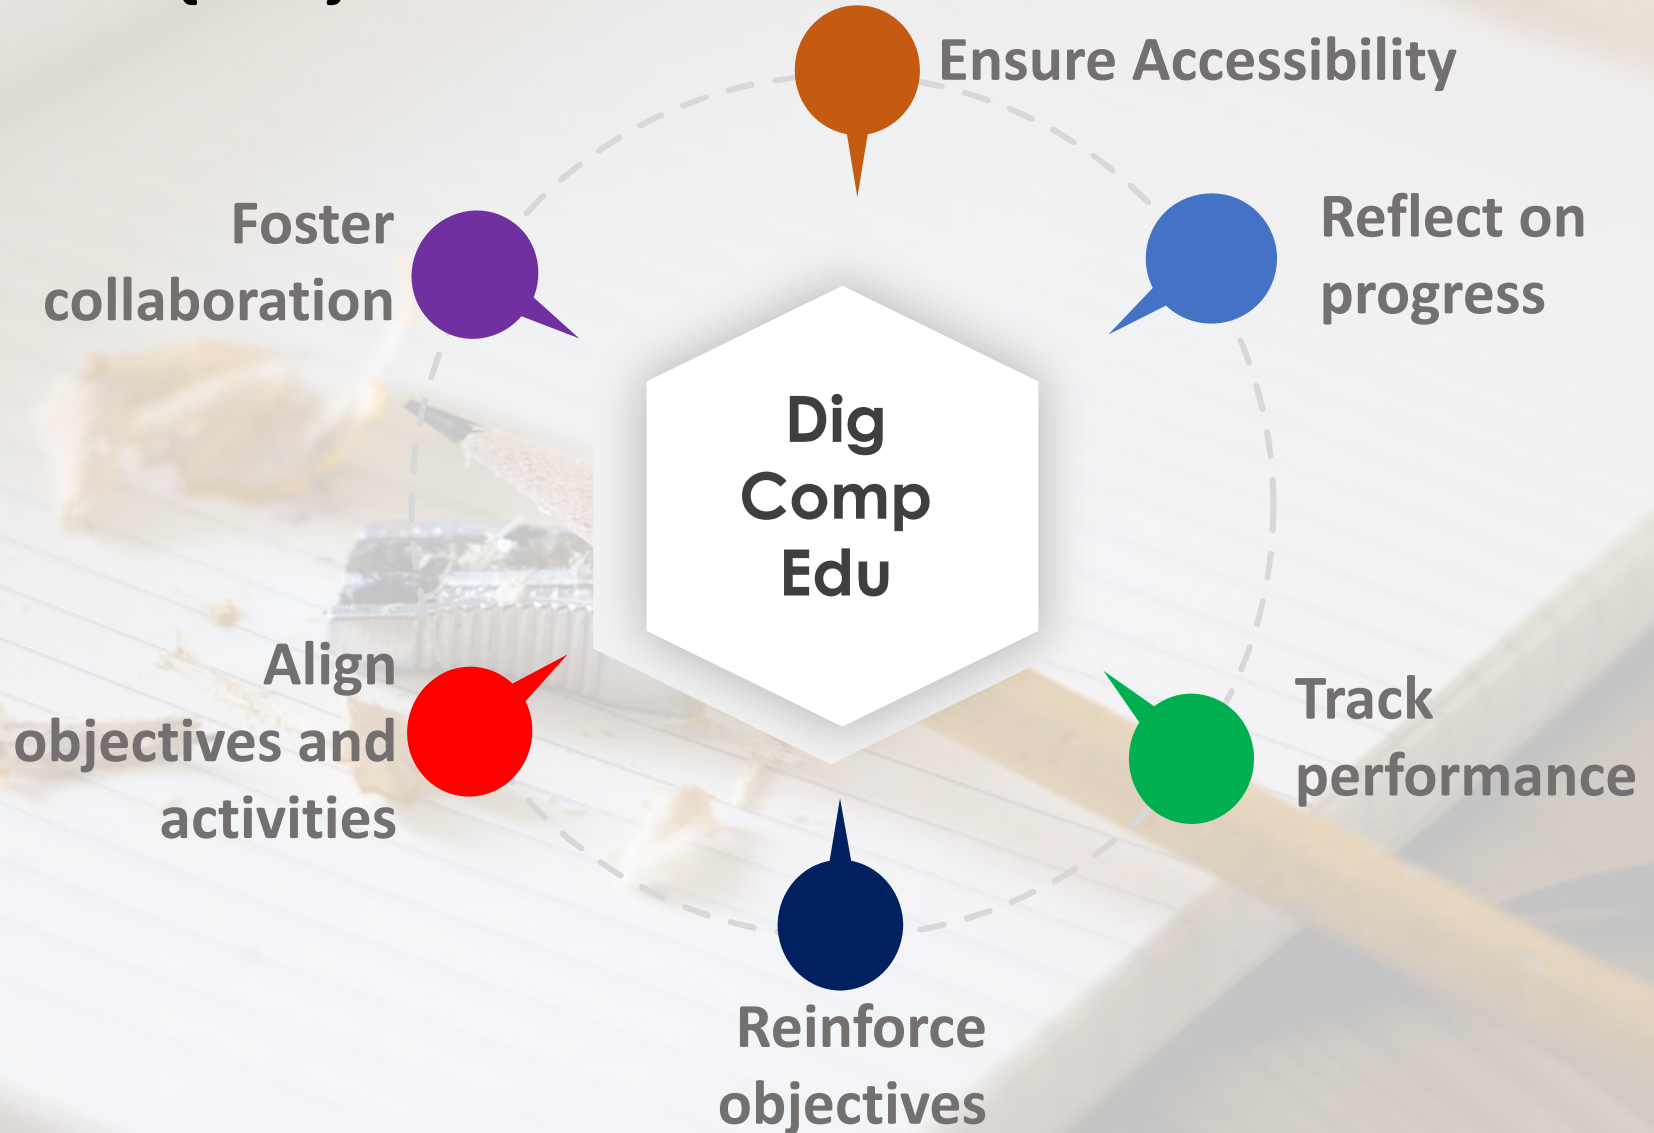 Ensure Accessibility
Foster
collaboration
Reflect on
progress
Dig
Comp
Edu
Align
objectives and
activities
Track
performance
Reinforce
objectives